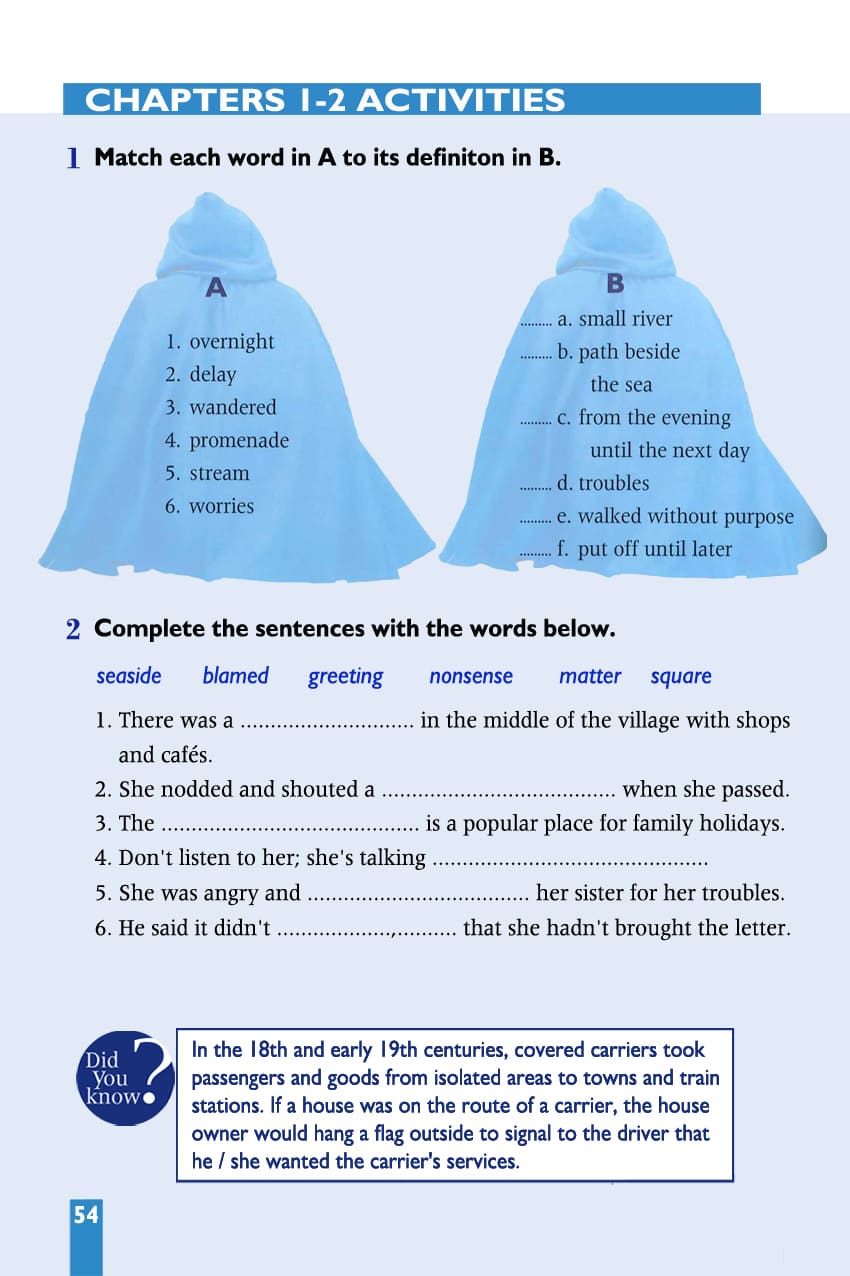 CHAPTERS 1-2 ACTIVITIES
1 Match each word in A to its definiton in B.
A
1. overnight
2. delay
3. wandered
4. promenade
5. stream
6. worries
B
......... a. small river
......... b. path beside
the sea
......... c. from the evening
until the next day
......... d. troubles
......... e. walked without purpose
......... f. put off until later
2 Complete the sentences with the words below.
seaside blamed greeting nonsense matter square
1. There was a ............................. in the middle of the village with shops
and cafés.
2. She nodded and shouted a ....................................... when she passed.
3. The ........................................... is a popular place for family holidays.
4. Don't listen to her; she's talking ..............................................
5. She was angry and ..................................... her sister for her troubles.
6. He said it didn't ...................,.......... that she hadn't brought the letter.
Did
You
know?
In the 18th and early 19th centuries, covered carriers took
passengers and goods from isolated areas to towns and train
stations. If a house was on the route of a carrier, the house
owner would hang a flag outside to signal to the driver that
he / she wanted the carrier's services.
54